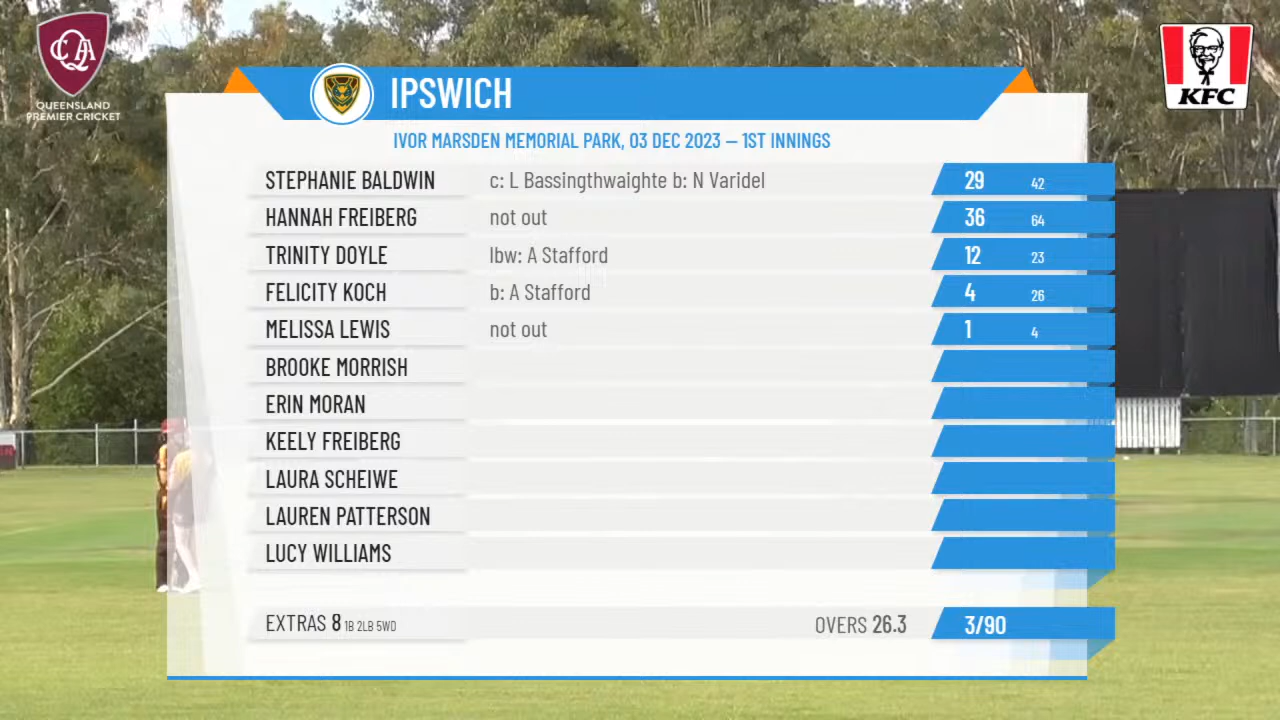 QUEENSLAND
PREMIER CRICKET
KFC
IPSWICH
IVOR MARSDEN MEMORIAL PARK, 03 DEC 2023 – 1ST INNINGS
STEPHANIE BALDWIN c: L Bassingthwaighte b: N Varidel 29 42
HANNAH FREIBERG not out 36 64
TRINITY DOYLE lbw: A Stafford 12 23
FELICITY KOCH b: A Stafford 4 26
MELISSA LEWIS not out 1 4
BROOKE MORRISH
ERIN MORAN
KEELY FREIBERG
LAURA SCHEIWE
LAUREN PATTERSON
LUCY WILLIAMS
EXTRAS 8 1B 2LB 5WD OVERS 26.3 3/90